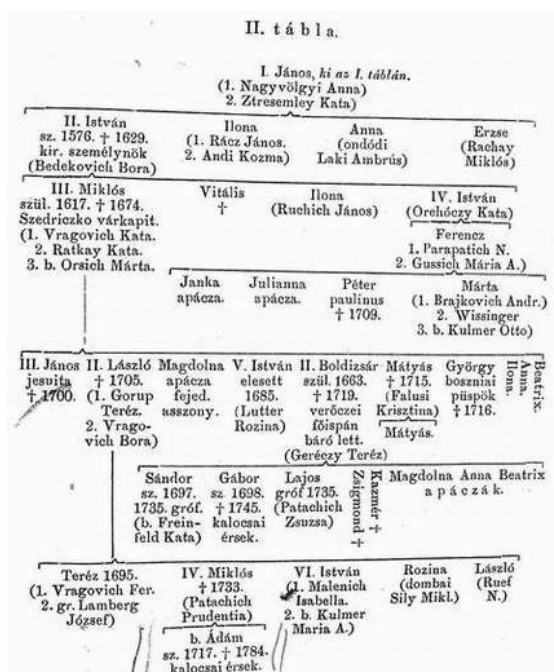 II. tábla.
I. János, ki az I. táblán.
(1. Nagyvölgyi Anna)
2. Ztresemley Kata)
II. István
sz. 1576. † 1629.
kir. személynök
(Bedekovich Bora)
Ilona
(1. Rácz János.
2. Andi Kozma)
Anna
(ondódi
Laki Ambrús)
Erzse
(Rachay
Miklós)
III. Miklós
szül. 1617. † 1674.
Szedriczko várkapit.
(1. Vragovich Kata.
2. Ratkay Kata.
3. b. Orsich Márta.
Vitális
†
Ilona
(Ruchich János)
IV. István
(Orehóczy Kata)
Ferencz
1. Parapatich N.
2. Gussich Mária A.)
Janka
apácza.
Julianna
apácza.
Péter
paulinus
† 1709.
Márta
(1. Brajkovich Andr.)
2. Wissinger
3. b. Kulmer Otto)
III. János
jesuita
† 1700.
II. László
† 1705.
(1. Gorup
Teréz.
2. Vrago-
vich Bora)
Magdolna
apácza
fejed.
asszony.
V. István
elesett
1685.
(Lutter
Rozina)
II. Boldizsár
szül. 1663.
† 1719.
verőczei
főispán
báró lett.
(Geréczy Teréz)
Mátyás
† 1715.
(Falusi
Krisztina)
Mátyás.
György
boszniai
püspök
† 1716.
Beatrix.
Anna.
Ilona.
Sándor
sz. 1697.
1735. gróf.
(b. Frein-
feld Kata)
Gábor
sz. 1698.
† 1745.
kalocsai
érsek.
Lajos
gróf 1735.
(Patachich
Zsuzsa)
Kazmér †
Zsigmond †
Magdolna Anna Beatrix
apáczák.
Teréz 1695.
(1. Vragovich Fer.
2. gr. Lamberg
József)
IV. Miklós
† 1733.
(Patachich
Prudentia)
b. Ádám
sz. 1717. † 1784.
kalocsai érsek.
VI. István
(1. Malenich
Isabella.
2. b. Kulmer
Maria A.)
Rozina
(dombai
Sily Mikl.)
László
(Ruef
N.)